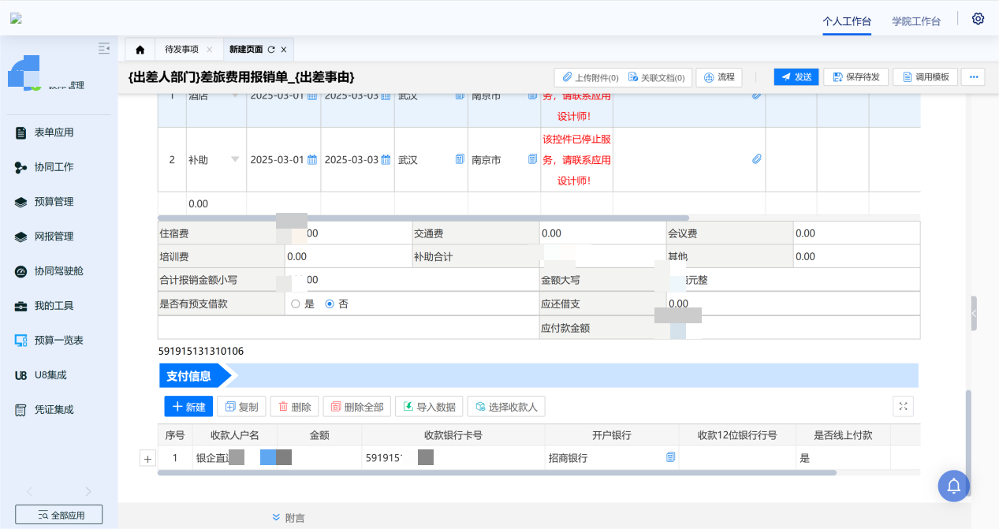 个人工作台 学院工作台
待发事项 新建页面
{出差人部门}差旅费用报销单_{出差事由}
上传附件(0) 关联文档(0) 流程 发送 保存待发 调用模板
管理
表单应用
协同工作
预算管理
网报管理
协同驾驶舱
我的工具
预算一览表
U8 U8集成
凭证集成
全部应用
1 酒店 2025-03-01 2025-03-03 武汉 南京市 务，请联系应用
设计师！
该控件已停止服
2 补助 2025-03-01 2025-03-03 武汉 南京市 务，请联系应用
设计师！
0.00
住宿费 00 交通费 0.00 会议费 0.00
培训费 0.00 补助合计 其他 0.00
合计报销金额小写 00 金额大写 元整
是否有预支借款 是 否 应还借支 0.00
应付款金额
591915131310106
支付信息
新建 复制 删除 删除全部 导入数据 选择收款人
序号 收款人户名 金额 收款银行卡号 开户银行 收款12位银行行号 是否线上付款
1 银企直 591915 招商银行 是
附言